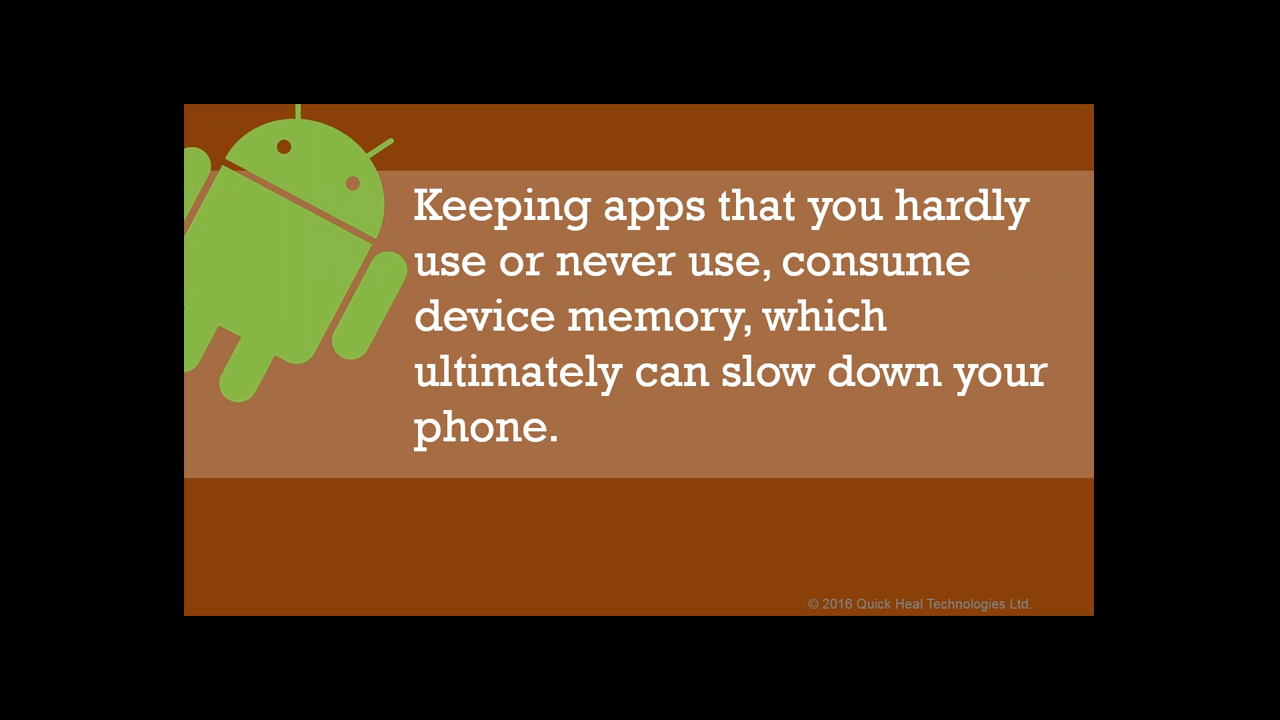 Keeping apps that you hardly
use or never use, consume
device memory, which
ultimately can slow down your
phone.
© 2016 Quick Heal Technologies Ltd.